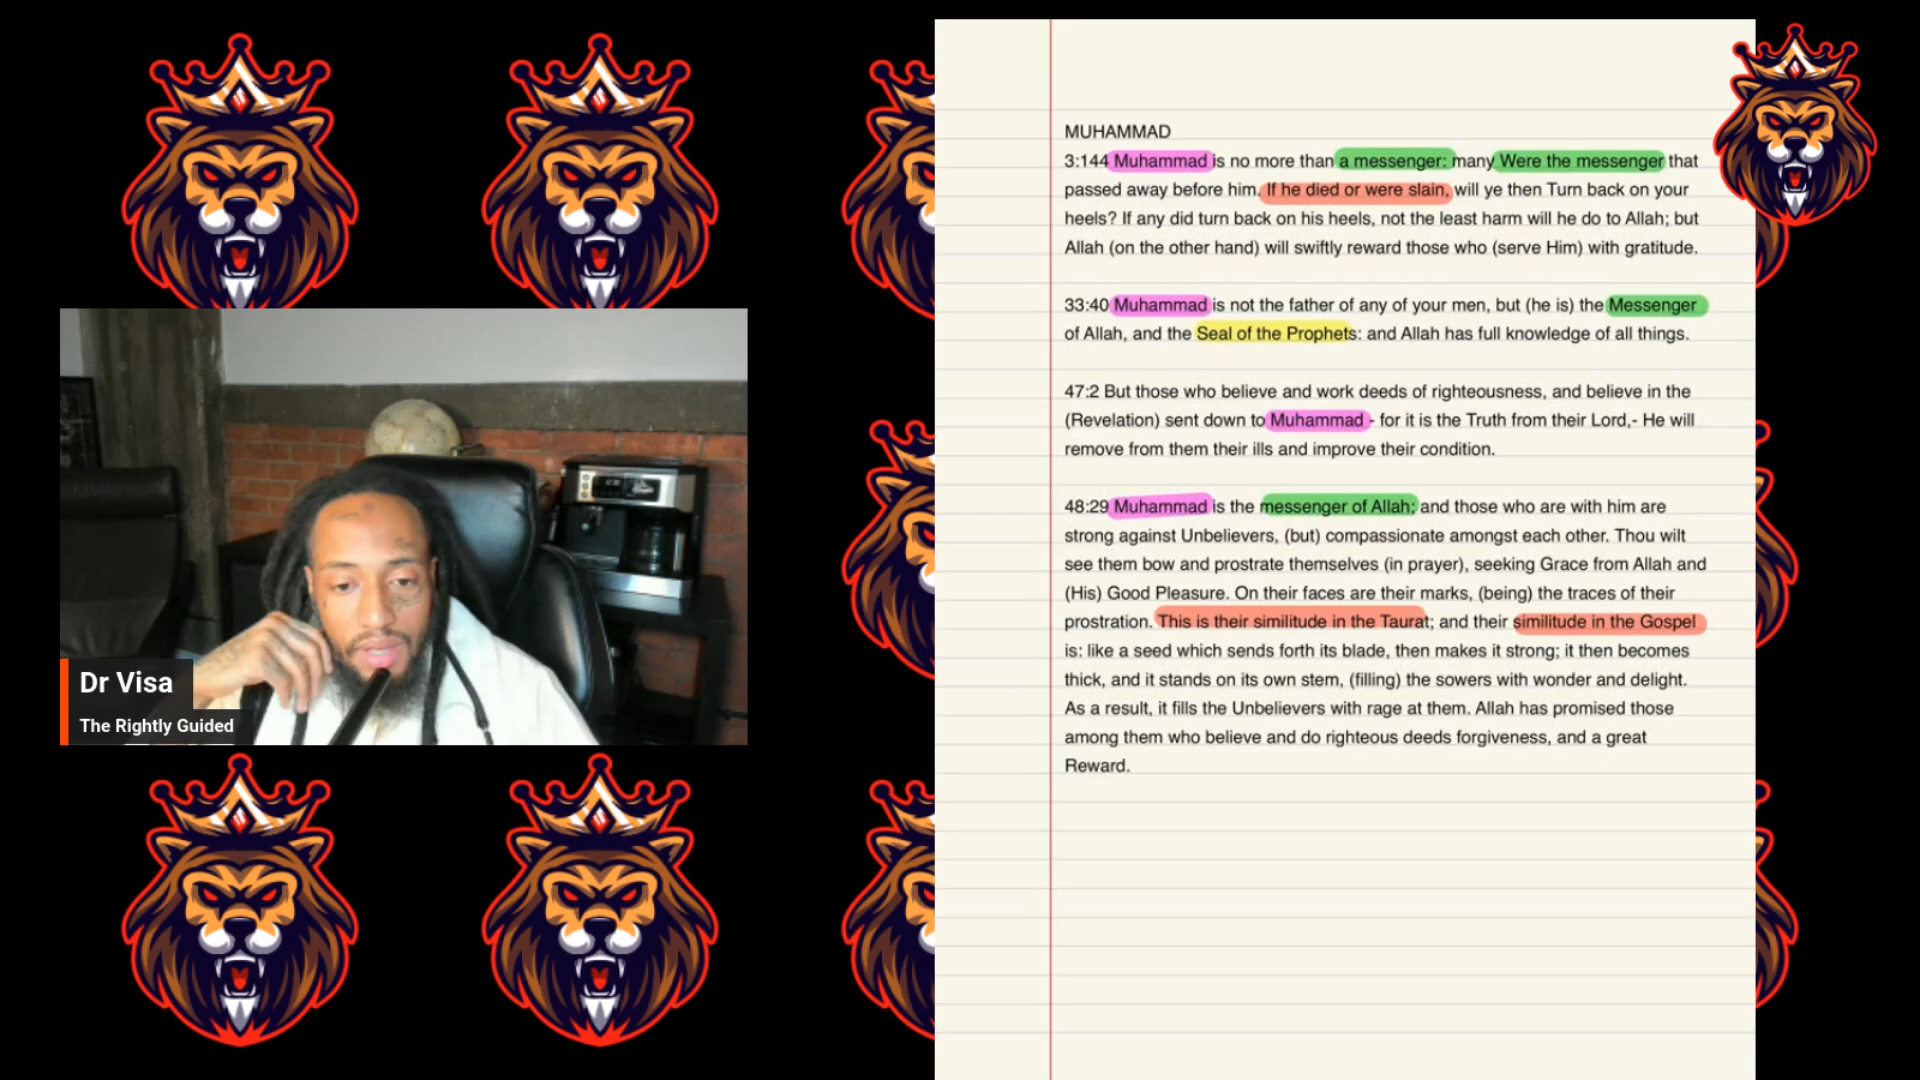 MUHAMMAD
3:144 Muhammad is no more than a messenger: many Were the messenger that
passed away before him. If he died or were slain, will ye then Turn back on your
heels? If any did turn back on his heels, not the least harm will he do to Allah; but
Allah (on the other hand) will swiftly reward those who (serve Him) with gratitude.
33:40 Muhammad is not the father of any of your men, but (he is) the Messenger
of Allah, and the Seal of the Prophets: and Allah has full knowledge of all things.
47:2 But those who believe and work deeds of righteousness, and believe in the
(Revelation) sent down to Muhammad - for it is the Truth from their Lord,- He will
remove from them their ills and improve their condition.
48:29 Muhammad is the messenger of Allah; and those who are with him are
strong against Unbelievers, (but) compassionate amongst each other. Thou wilt
see them bow and prostrate themselves (in prayer), seeking Grace from Allah and
(His) Good Pleasure. On their faces are their marks, (being) the traces of their
prostration. This is their similitude in the Taurat; and their similitude in the Gospel
is: like a seed which sends forth its blade, then makes it strong; it then becomes
thick, and it stands on its own stem, (filling) the sowers with wonder and delight.
As a result, it fills the Unbelievers with rage at them. Allah has promised those
among them who believe and do righteous deeds forgiveness, and a great
Reward.
Dr Visa
The Rightly Guided